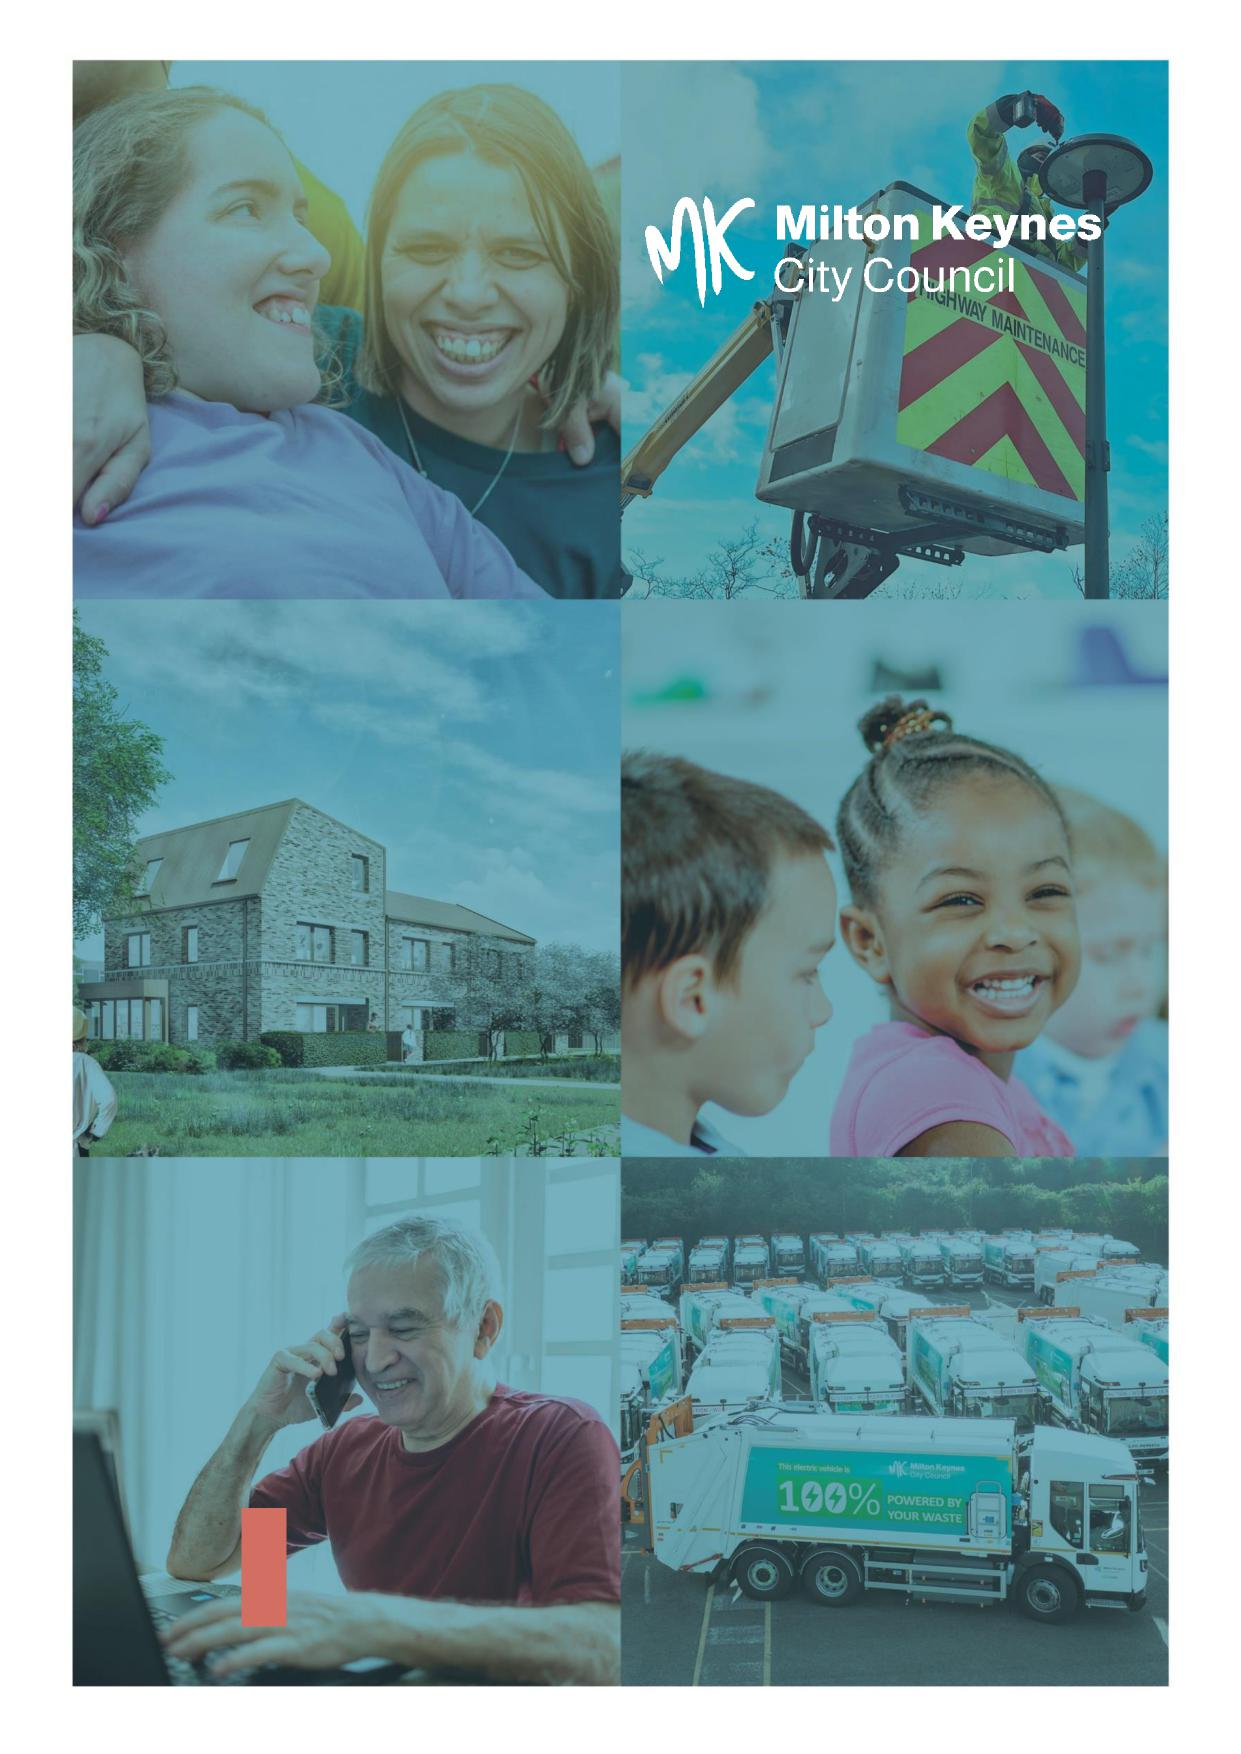 MK Milton Keynes
City Council
HIGHWAY MAINTENANCE
This electric vehicle is
MK Milton Keynes
City Council
100% POWERED BY
YOUR WASTE